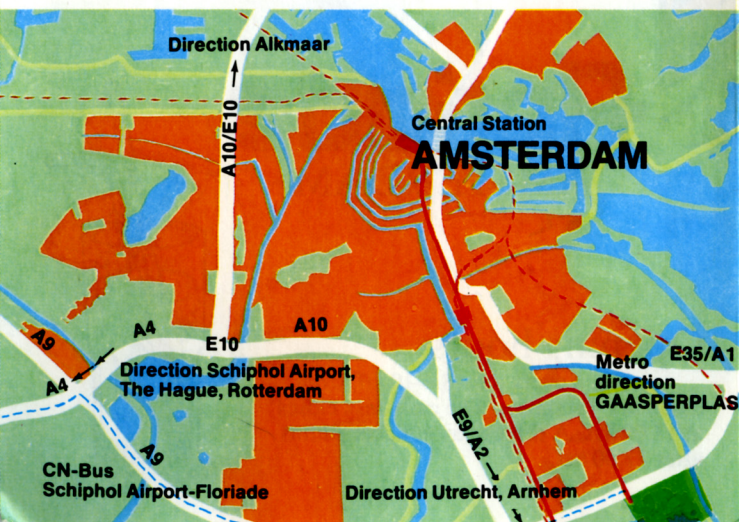 Direction Alkmaar
A10/E10
Central Station
AMSTERDAM
A9
A4
E10
A10
E35/A1
A4
Direction Schiphol Airport,
The Hague, Rotterdam
Metro
direction
GAASPERPLAS
E9/A2
A9
CN-Bus
Schiphol Airport-Floriade
Direction Utrecht, Arnhem